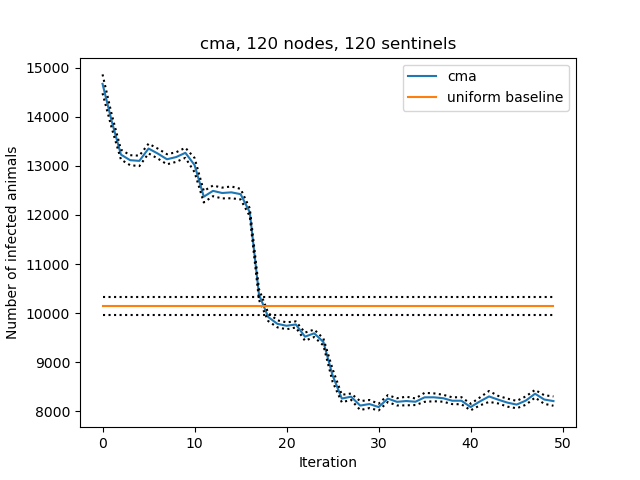 cma, 120 nodes, 120 sentinels
cma
uniform baseline
Number of infected animals
15000
14000
13000
12000
11000
10000
9000
8000
0 10 20 30 40 50
Iteration